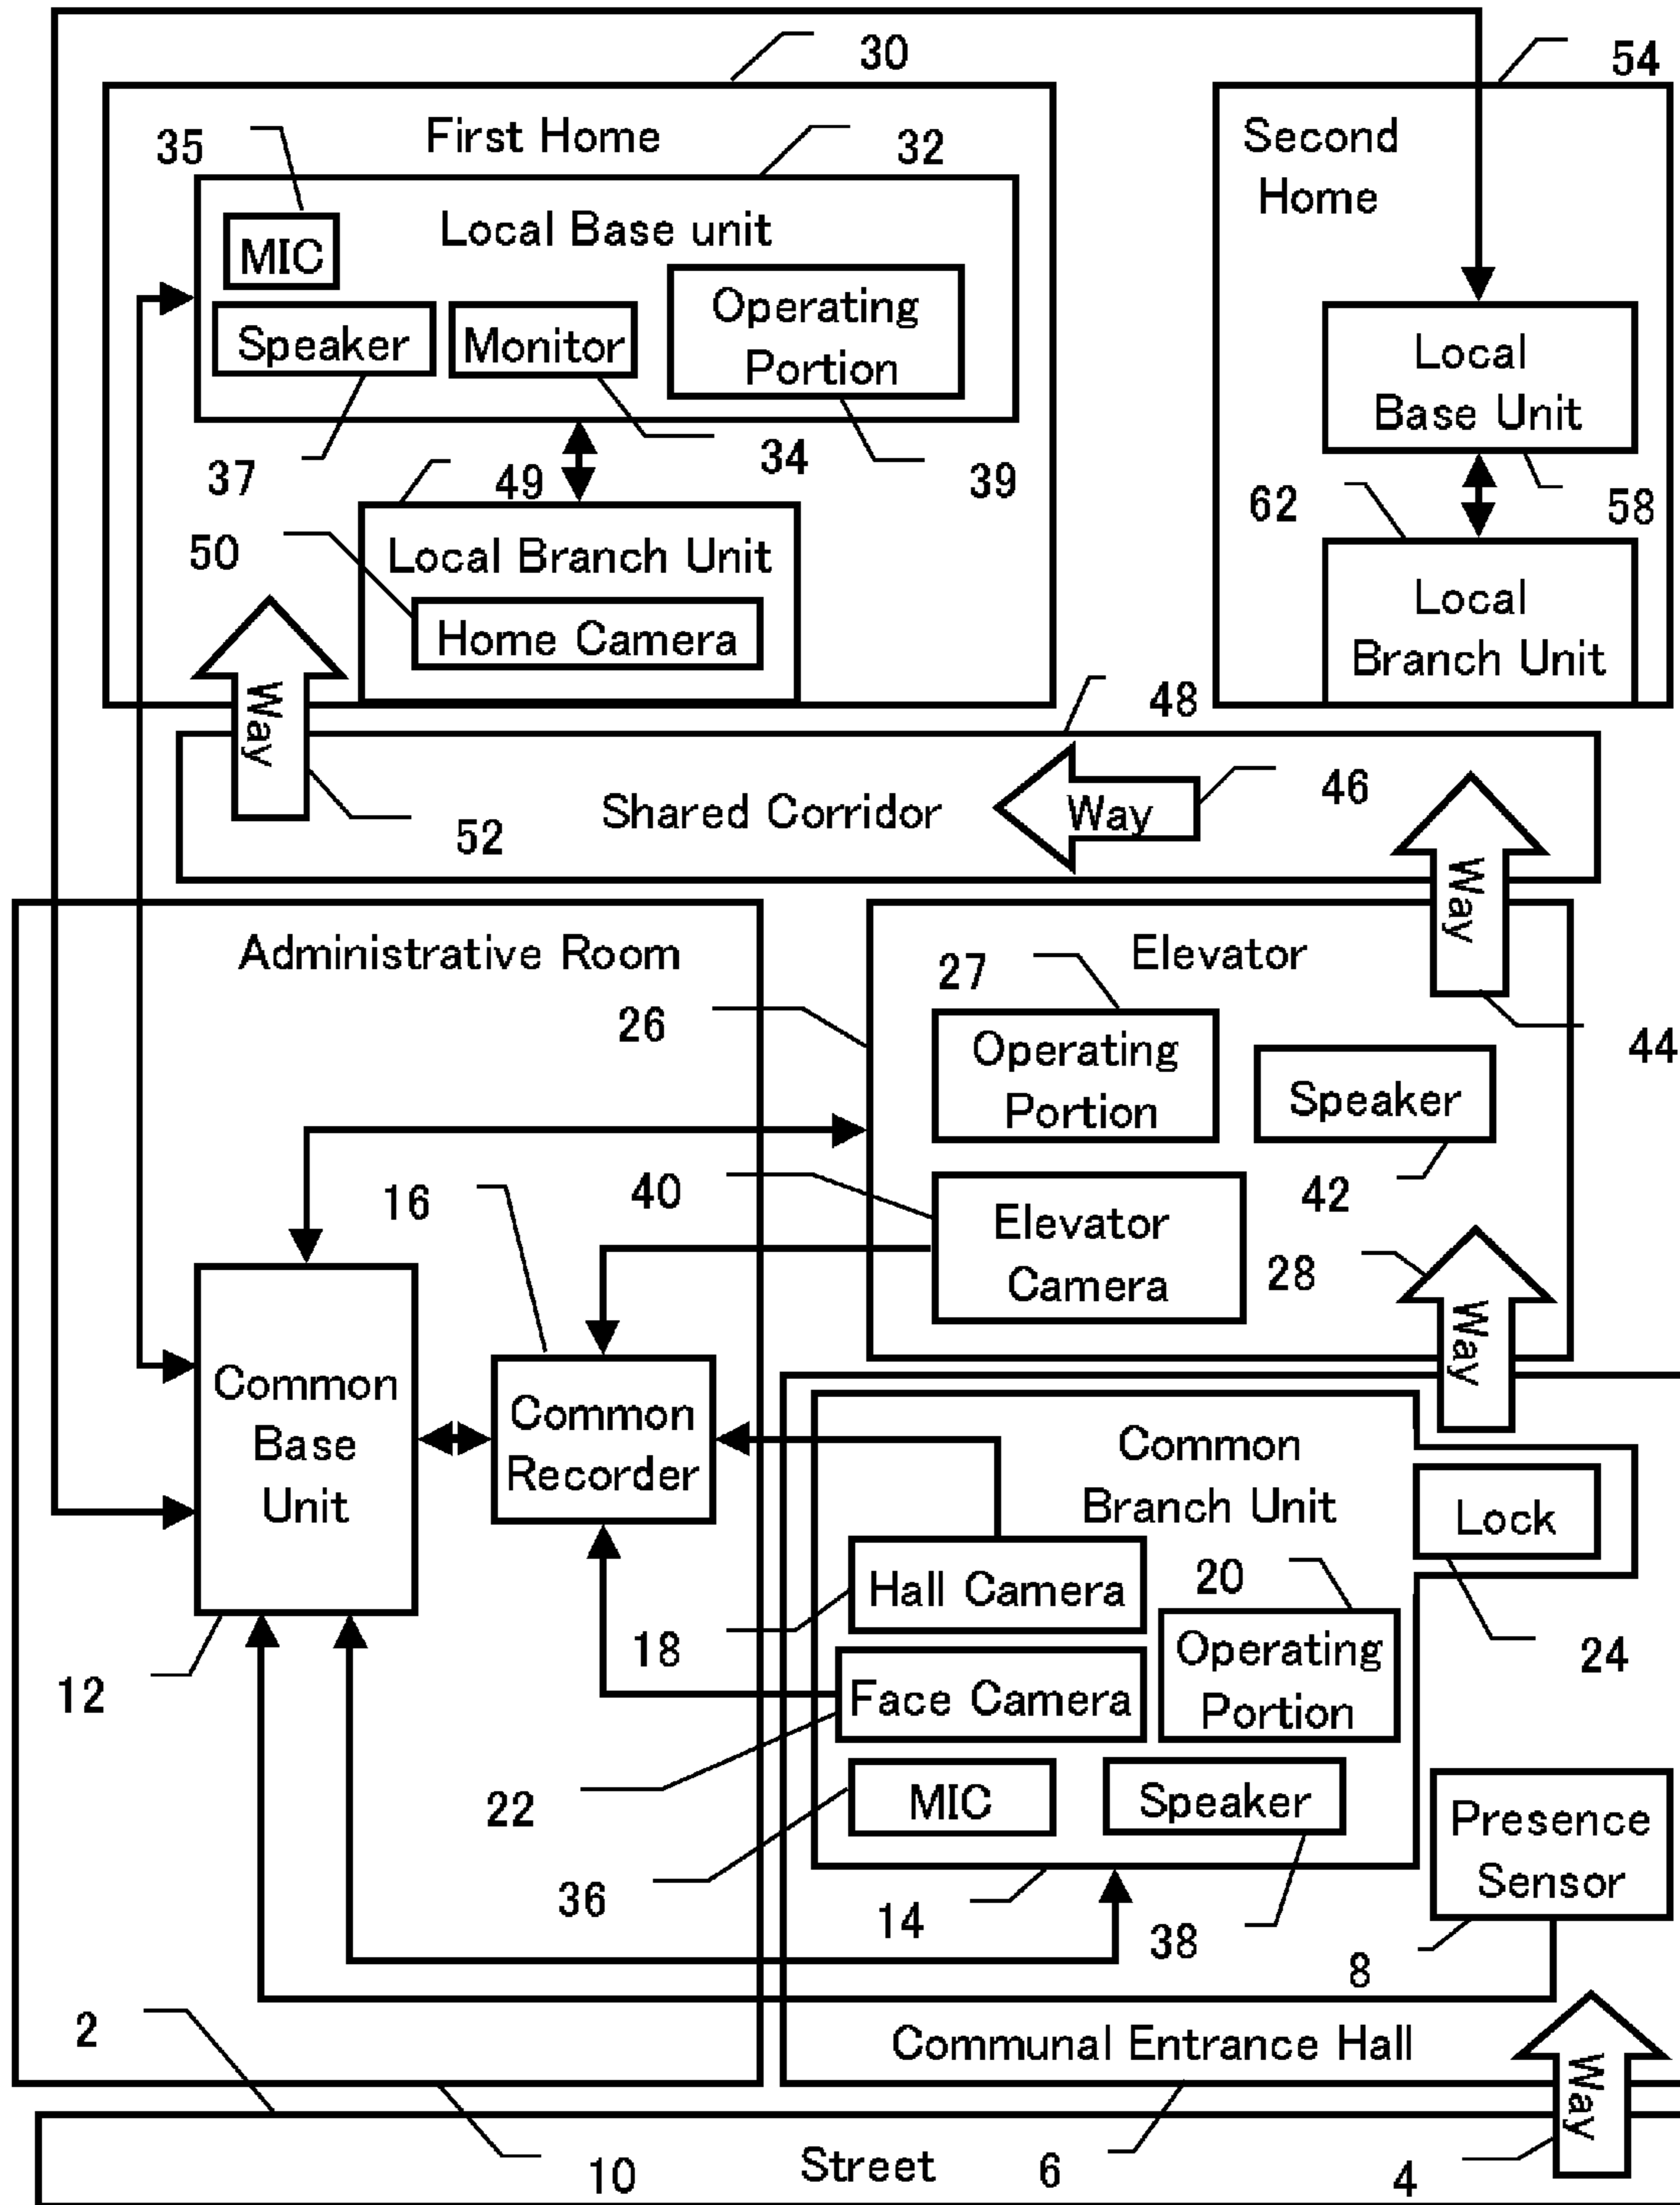 30
54
First Home
35
32
Second
Home
MIC
Local Base unit
Operating
Portion
Speaker
Monitor
Local
Base Unit
37
49
34
39
62
58
50
Local Branch Unit
Home Camera
Local
Branch Unit
Way
48
Shared Corridor
Way
46
52
Way
Administrative Room
27
Elevator
26
44
Operating
Portion
Speaker
16
40
42
Elevator
Camera
28
Way
Common
Base
Unit
Common
Recorder
Common
Branch Unit
Lock
Hall Camera
20
18
24
12
Face Camera
Operating
Portion
22
MIC
Speaker
Presence
Sensor
36
14
38
8
2
Communal Entrance Hall
Way
10
Street
6
4